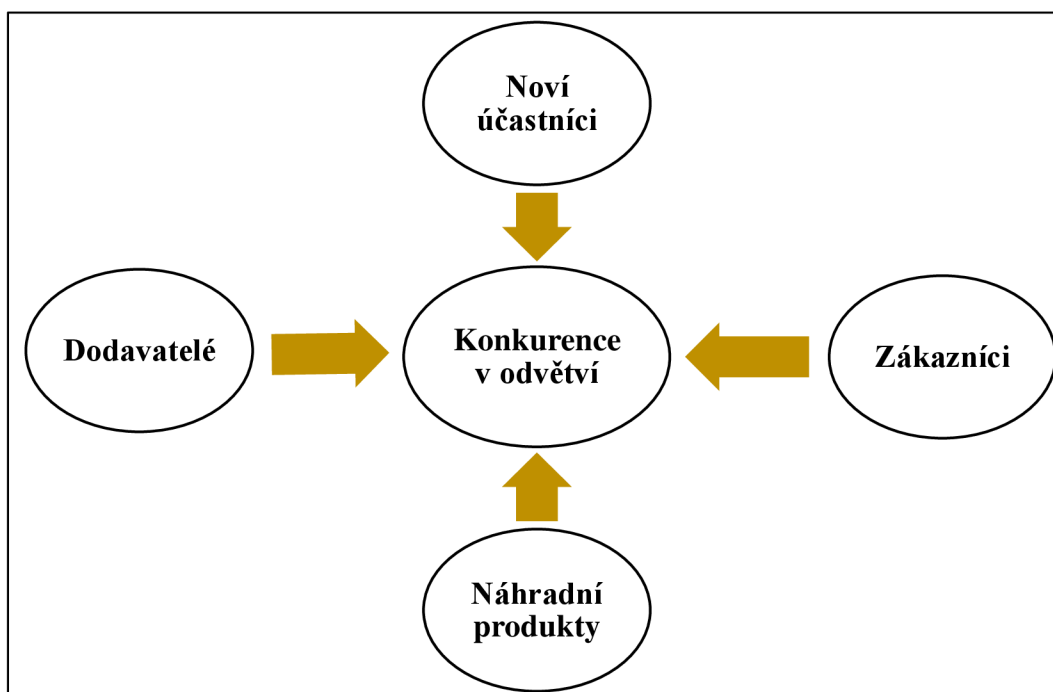 Noví
účastníci
Dodavatelé
Konkurence
v odvětví
Zákazníci
Náhradní
produkty